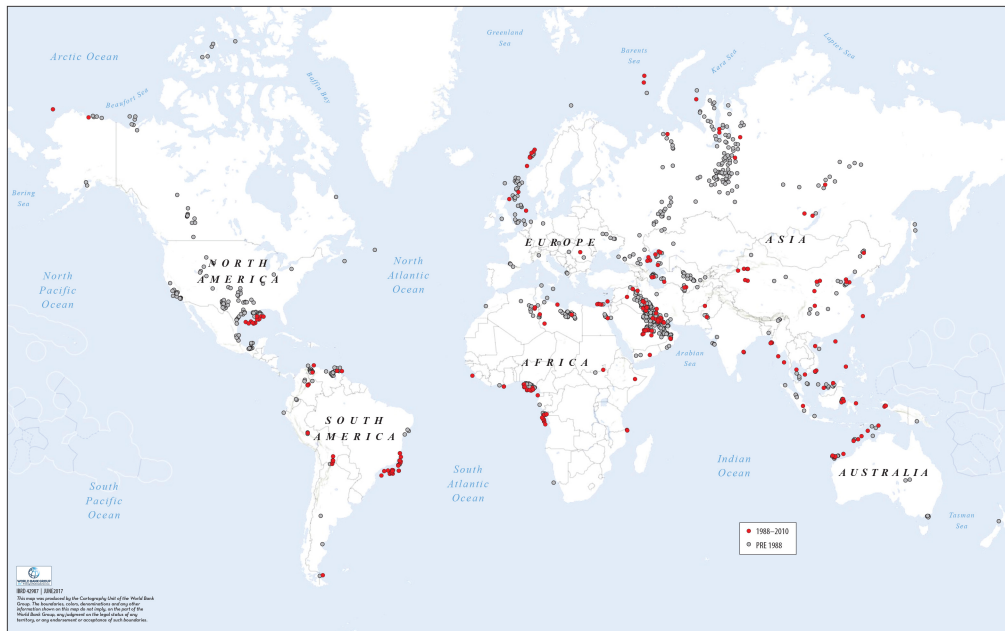 Greenland
Sea
Laptev Sea
Barents
Sea
Kara Sea
Arctic Ocean
Baffin Bay
Beaufort Sea
Bering
Sea
NORTH
AMERICA
EUROPE
ASIA
North
Pacific
Ocean
North
Atlantic
Ocean
Arabian
Sea
AFRICA
SOUTH
AMERICA
South
Pacific
Ocean
South
Atlantic
Ocean
Indian
Ocean
AUSTRALIA
Tasman
Sea
1988–2010
PRE 1988
WORLD BANK GROUP
IBRD 42907 | JUNE2017
This map was produced by the Cartography Unit of the World Bank
Group. The boundaries, colors, denominations and any other
information shown on this map do not imply, on the part of the
World Bank Group, any judgment on the legal status of any
territory, or any endorsement or acceptance of such boundaries.